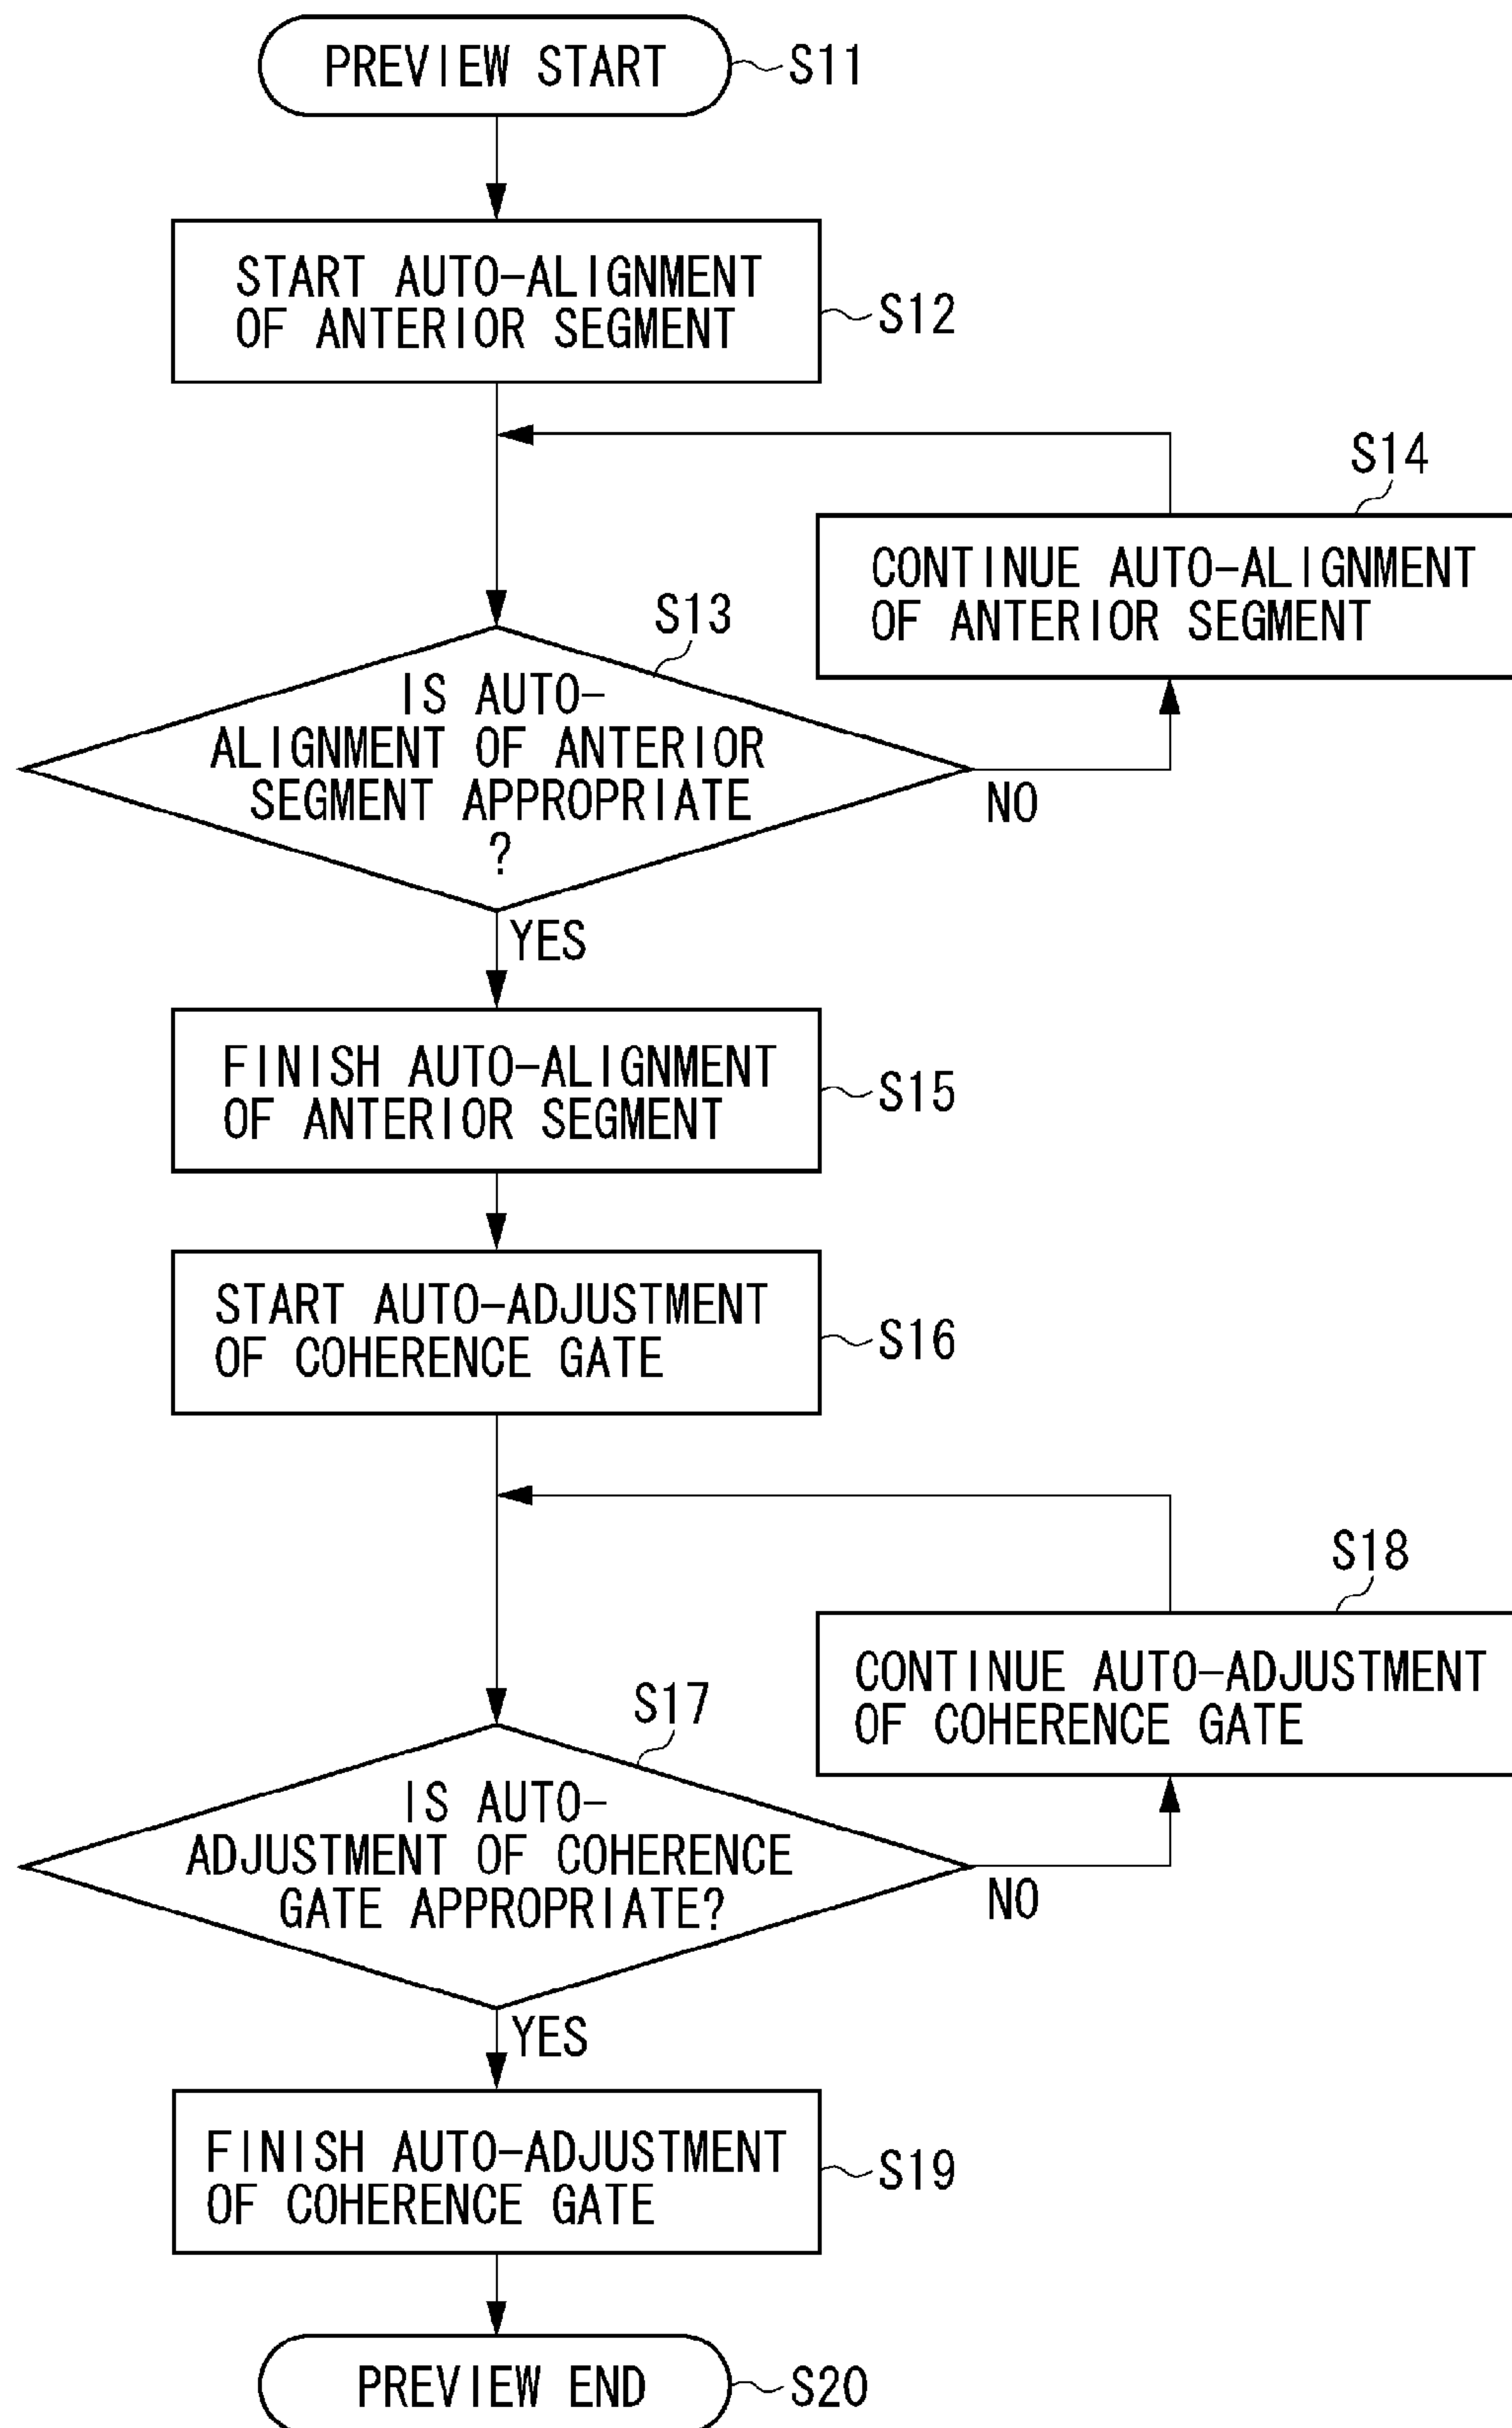 PREVIEW START
S11
START AUTO-ALIGNMENT
OF ANTERIOR SEGMENT
S12
S14
CONTINUE AUTO-ALIGNMENT
OF ANTERIOR SEGMENT
S13
IS AUTO-
ALIGNMENT OF ANTERIOR
SEGMENT APPROPRIATE
?
NO
YES
FINISH AUTO-ALIGNMENT
OF ANTERIOR SEGMENT
S15
START AUTO-ADJUSTMENT
OF COHERENCE GATE
S16
S18
CONTINUE AUTO-ADJUSTMENT
OF COHERENCE GATE
S17
IS AUTO-
ADJUSTMENT OF COHERENCE
GATE APPROPRIATE?
NO
YES
FINISH AUTO-ADJUSTMENT
OF COHERENCE GATE
S19
PREVIEW END
S20